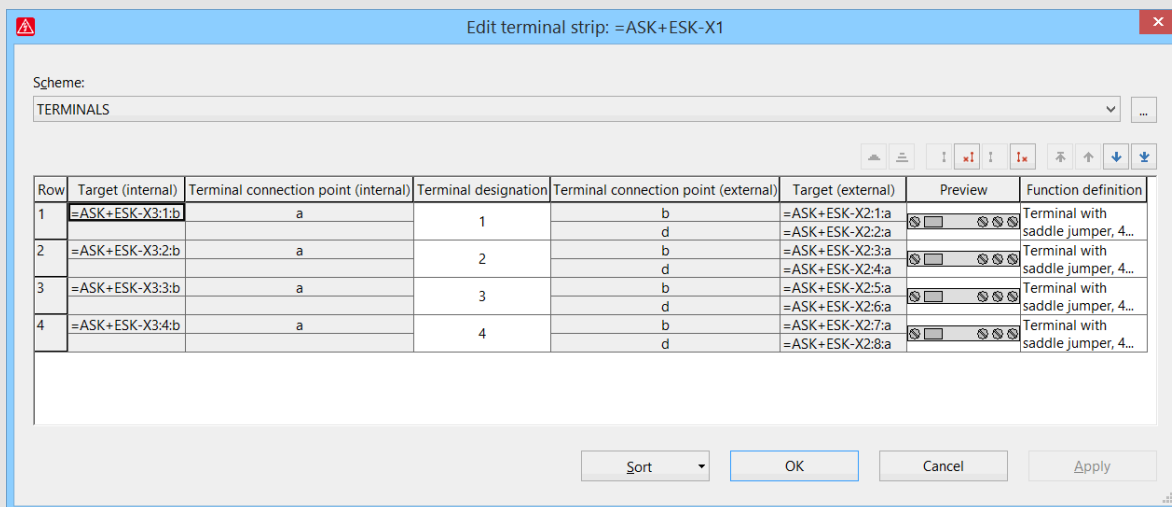 Edit terminal strip: =ASK+ESK-X1
Scheme:
TERMINALS
...
Row Target (internal) Terminal connection point (internal) Terminal designation Terminal connection point (external) Target (external) Preview Function definition
1 =ASK+ESK-X3:1:b a 1 b =ASK+ESK-X2:1:a Terminal with
d =ASK+ESK-X2:2:a saddle jumper, 4...
2 =ASK+ESK-X3:2:b a 2 b =ASK+ESK-X2:3:a Terminal with
d =ASK+ESK-X2:4:a saddle jumper, 4...
3 =ASK+ESK-X3:3:b a 3 b =ASK+ESK-X2:5:a Terminal with
d =ASK+ESK-X2:6:a saddle jumper, 4...
4 =ASK+ESK-X3:4:b a 4 b =ASK+ESK-X2:7:a Terminal with
d =ASK+ESK-X2:8:a saddle jumper, 4...
Sort OK Cancel Apply